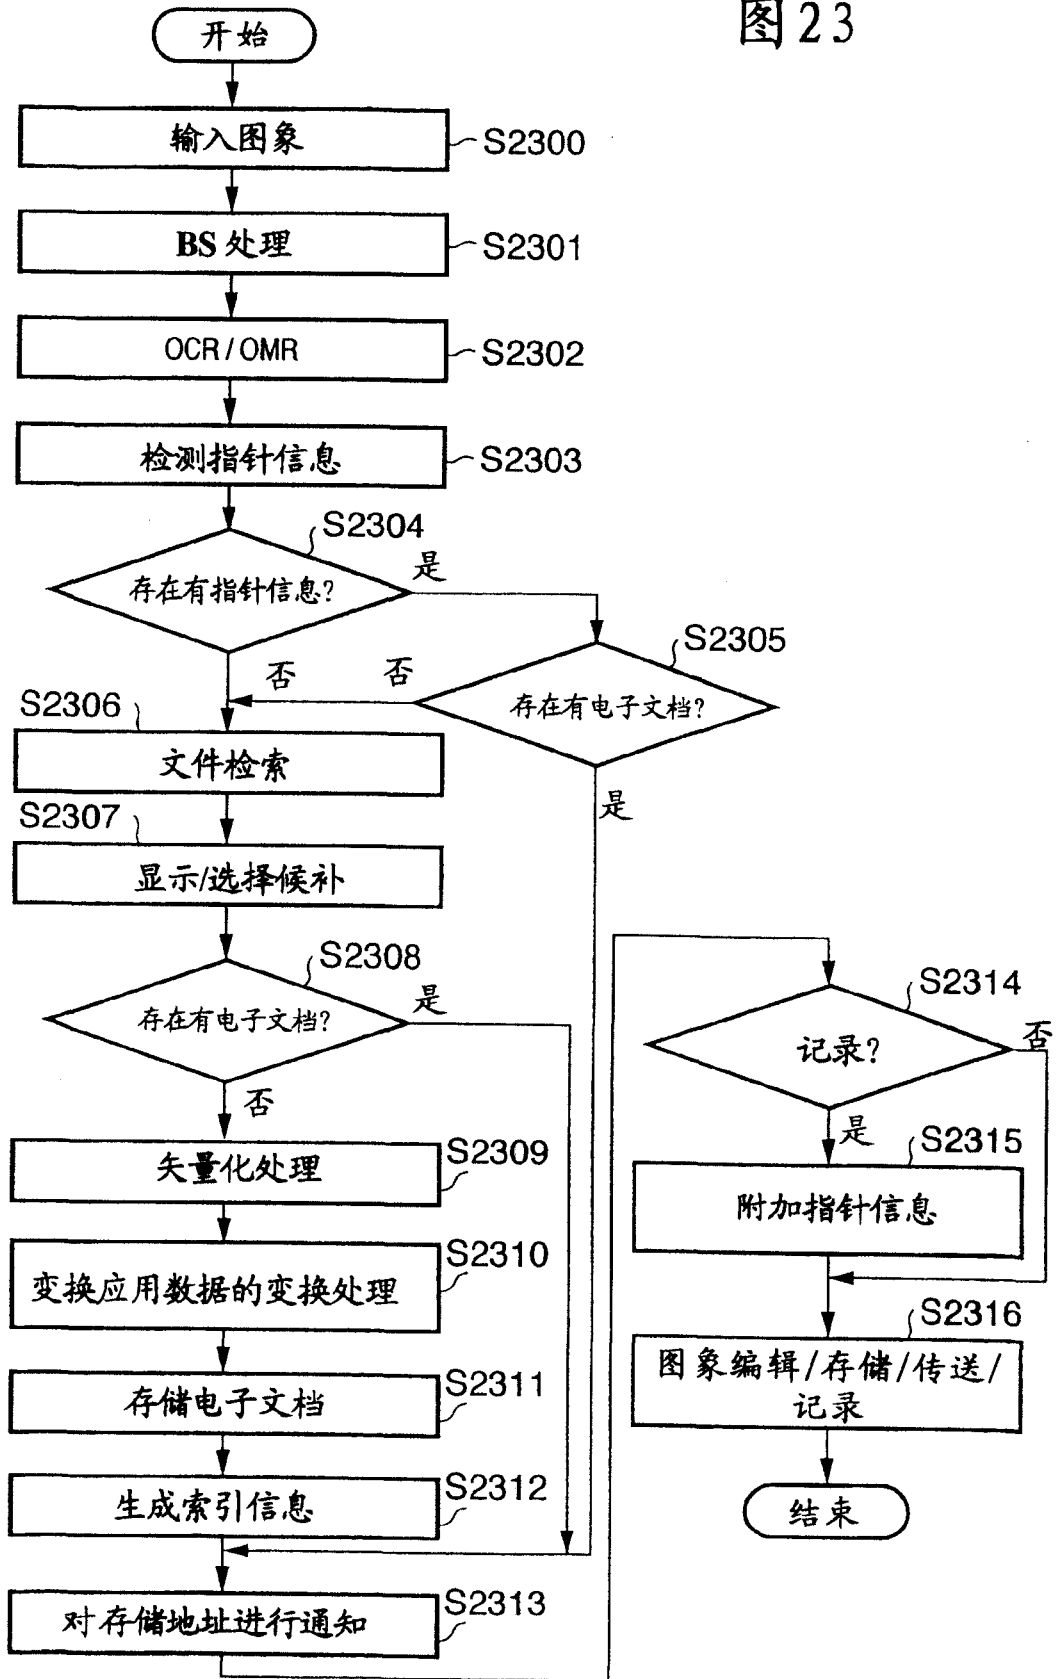 图23
开始
输入图象
S2300
BS处理
S2301
OCR/OMR
S2302
检测指针信息
S2303
S2304
存在有指针信息?
是
否
S2305
存在有电子文档?
否
是
S2306
文件检索
S2307
显示/选择候补
S2308
存在有电子文档?
是
否
矢量化处理
S2309
变换应用数据的变换处理
S2310
存储电子文档
S2311
生成索引信息
S2312
对存储地址进行通知
S2313
S2314
记录?
否
是
S2315
附加指针信息
S2316
图象编辑/存储/传送/
记录
结束